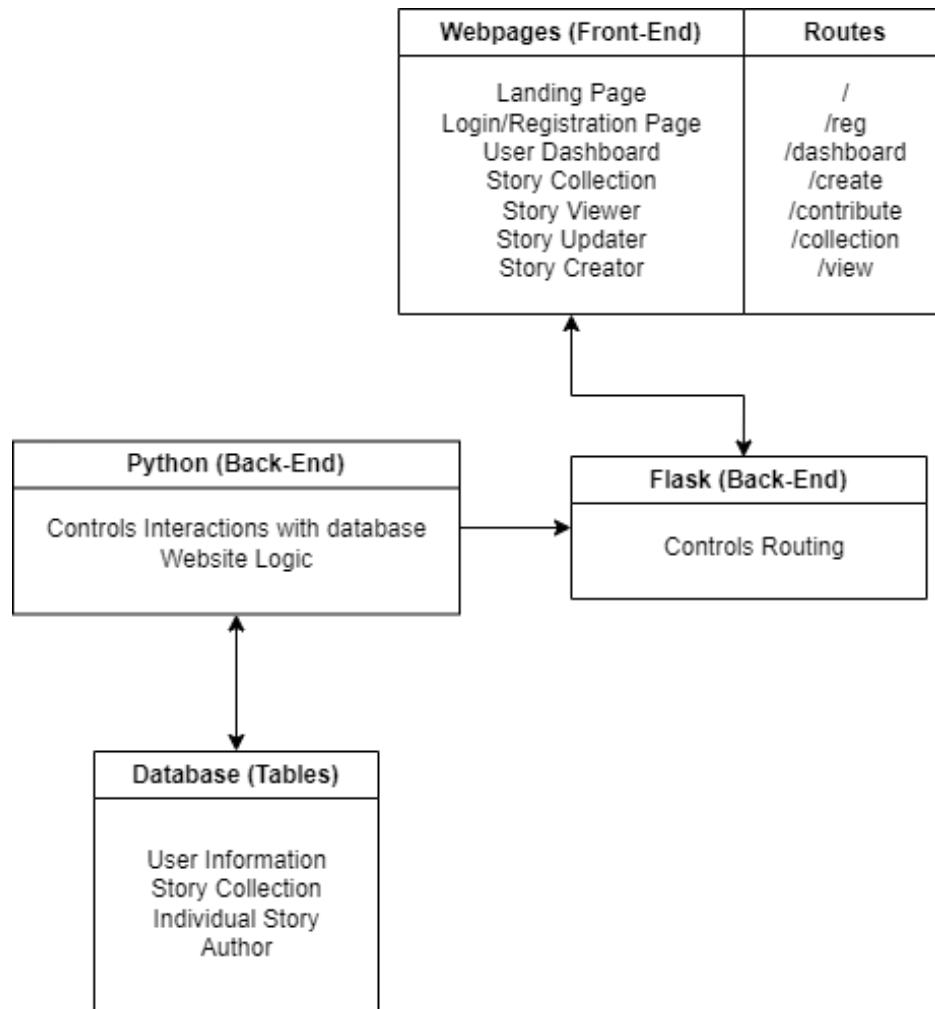 Webpages (Front-End) Routes
Landing Page /
Login/Registration Page /reg
User Dashboard /dashboard
Story Collection /create
Story Viewer /contribute
Story Updater /collection
Story Creator /view
Python (Back-End)
Controls Interactions with database
Website Logic
Flask (Back-End)
Controls Routing
Database (Tables)
User Information
Story Collection
Individual Story
Author